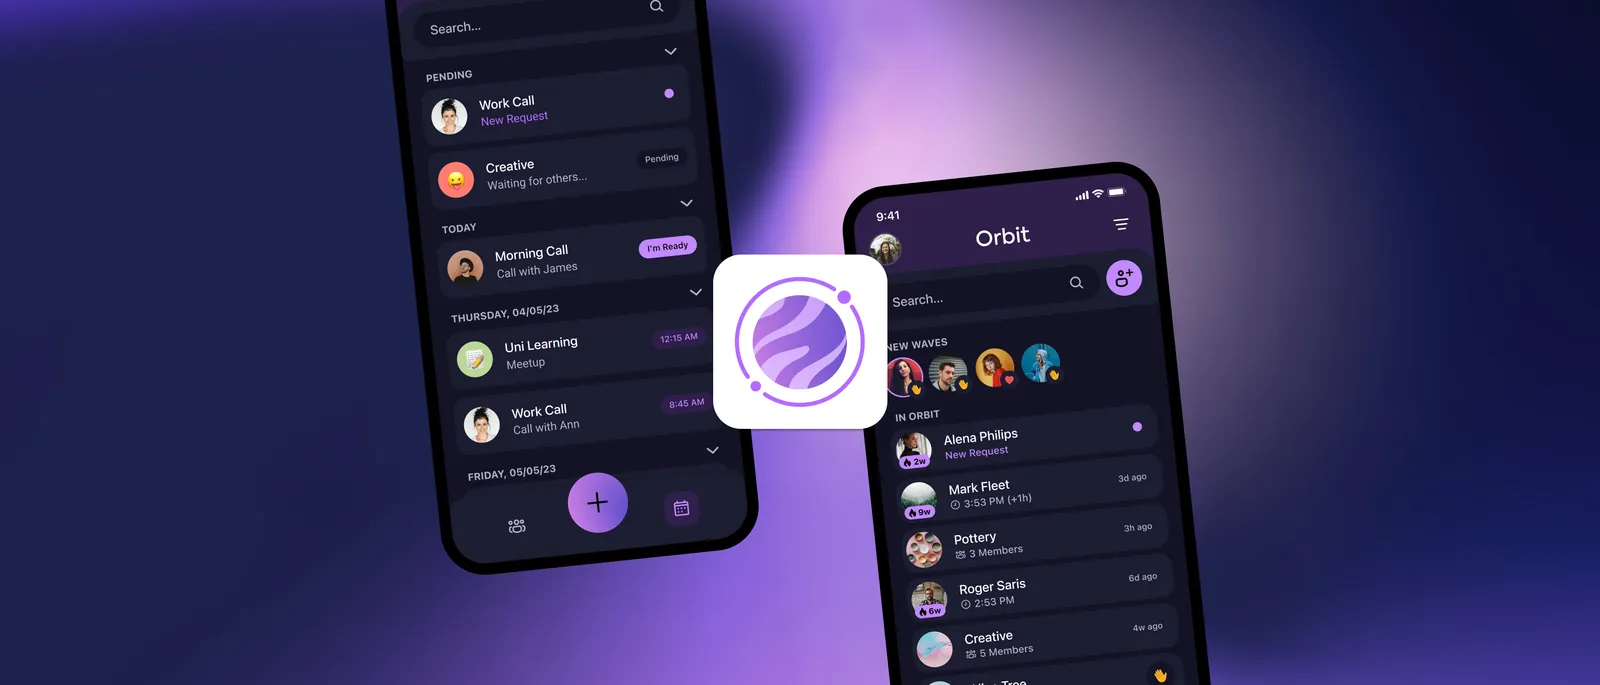 Search...
PENDING
Work Call
New Request
Creative
Waiting for others...
Pending
TODAY
Morning Call
Call with James
I'm Ready
THURSDAY, 04/05/23
Uni Learning
Meetup
12:15 AM
Work Call
Call with Ann
8:45 AM
FRIDAY, 05/05/23
9:41
Orbit
Search...
NEW WAVES
IN ORBIT
Alena Philips
New Request
2w
Mark Fleet
3:53 PM (+1h)
9w
3d ago
Pottery
3 Members
3h ago
Roger Saris
2:53 PM
6w
6d ago
Creative
5 Members
4w ago
Tree